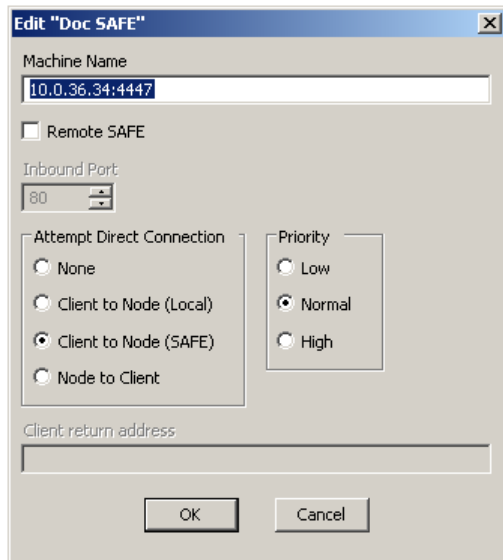 Edit "Doc SAFE"
Machine Name
10.0.36.34:4447
Remote SAFE
Inbound Port
80
Attempt Direct Connection
None
Client to Node (Local)
Client to Node (SAFE)
Node to Client
Priority
Low
Normal
High
Client return address
OK
Cancel